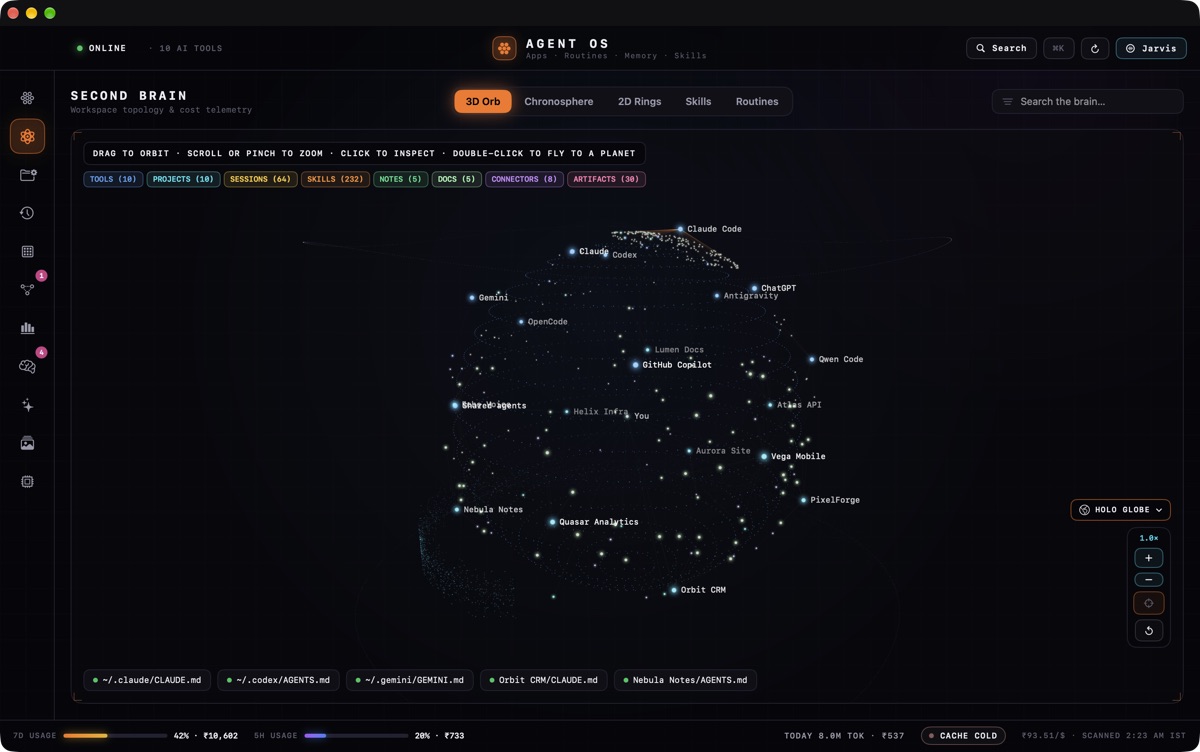 ONLINE
· 10 AI TOOLS
AGENT OS
Apps · Routines · Memory · Skills
Search
⌘K
Jarvis
SECOND BRAIN
Workspace topology & cost telemetry
3D Orb
Chronosphere
2D Rings
Skills
Routines
Search the brain...
DRAG TO ORBIT · SCROLL OR PINCH TO ZOOM · CLICK TO INSPECT · DOUBLE-CLICK TO FLY TO A PLANET
TOOLS (10)
PROJECTS (10)
SESSIONS (64)
SKILLS (232)
NOTES (5)
DOCS (5)
CONNECTORS (8)
ARTIFACTS (30)
Claude Code
Claude
Codex
1
ChatGPT
Gemini
Antigravity
OpenCode
4
Lumen Docs
Qwen Code
GitHub Copilot
Shared agents
Helix Infra
You
Atlas API
Aurora Site
Vega Mobile
PixelForge
Nebula Notes
HOLO GLOBE
Quasar Analytics
1.0×
+
−
Orbit CRM
~/.claude/CLAUDE.md
~/.codex/AGENTS.md
~/.gemini/GEMINI.md
Orbit CRM/CLAUDE.md
Nebula Notes/AGENTS.md
7D USAGE
42% · ₹10,602
5H USAGE
20% · ₹733
TODAY 8.0M TOK · ₹537
CACHE COLD
₹93.51/$ · SCANNED 2:23 AM IST